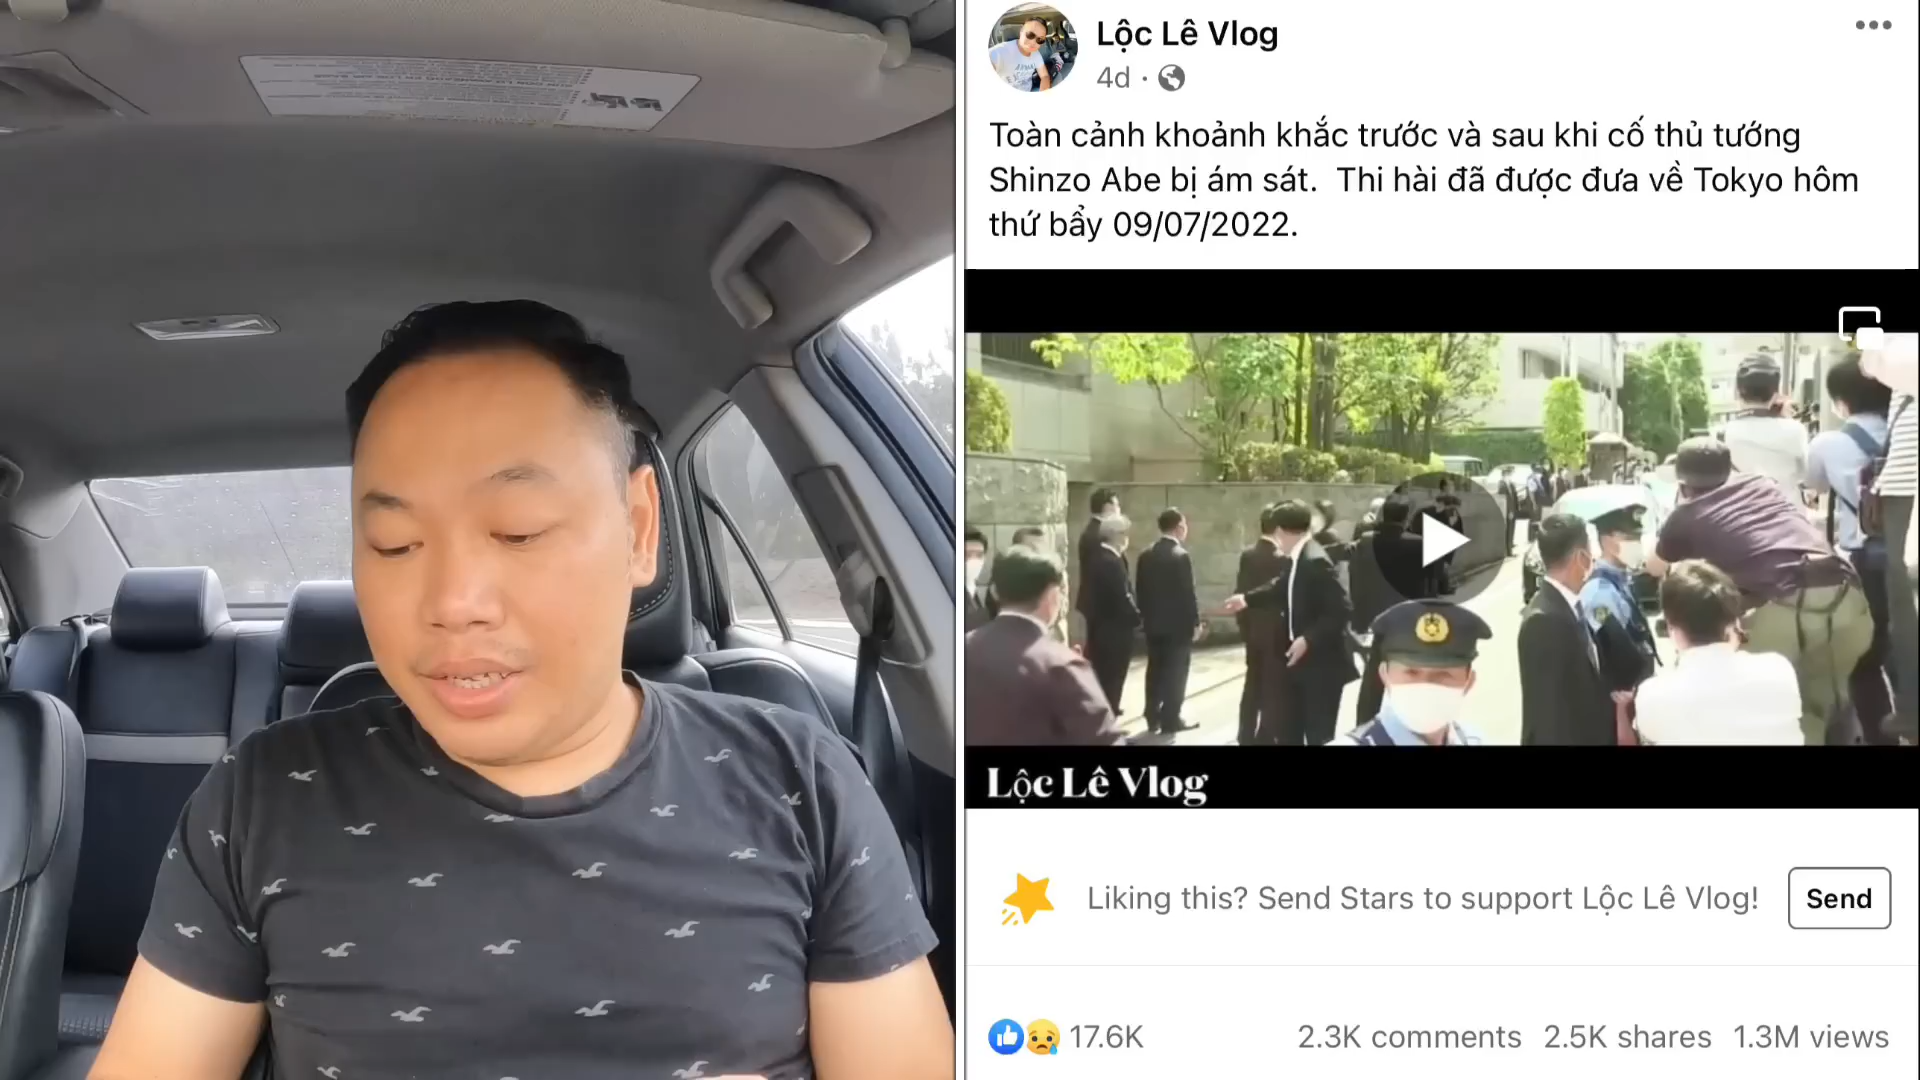 Lộc Lê Vlog
4d ·
Toàn cảnh khoảnh khắc trước và sau khi cố thủ tướng
Shinzo Abe bị ám sát. Thi hài đã được đưa về Tokyo hôm
thứ bẩy 09/07/2022.
Lộc Lê Vlog
Liking this? Send Stars to support Lộc Lê Vlog!
Send
17.6K
2.3K comments 2.5K shares 1.3M views